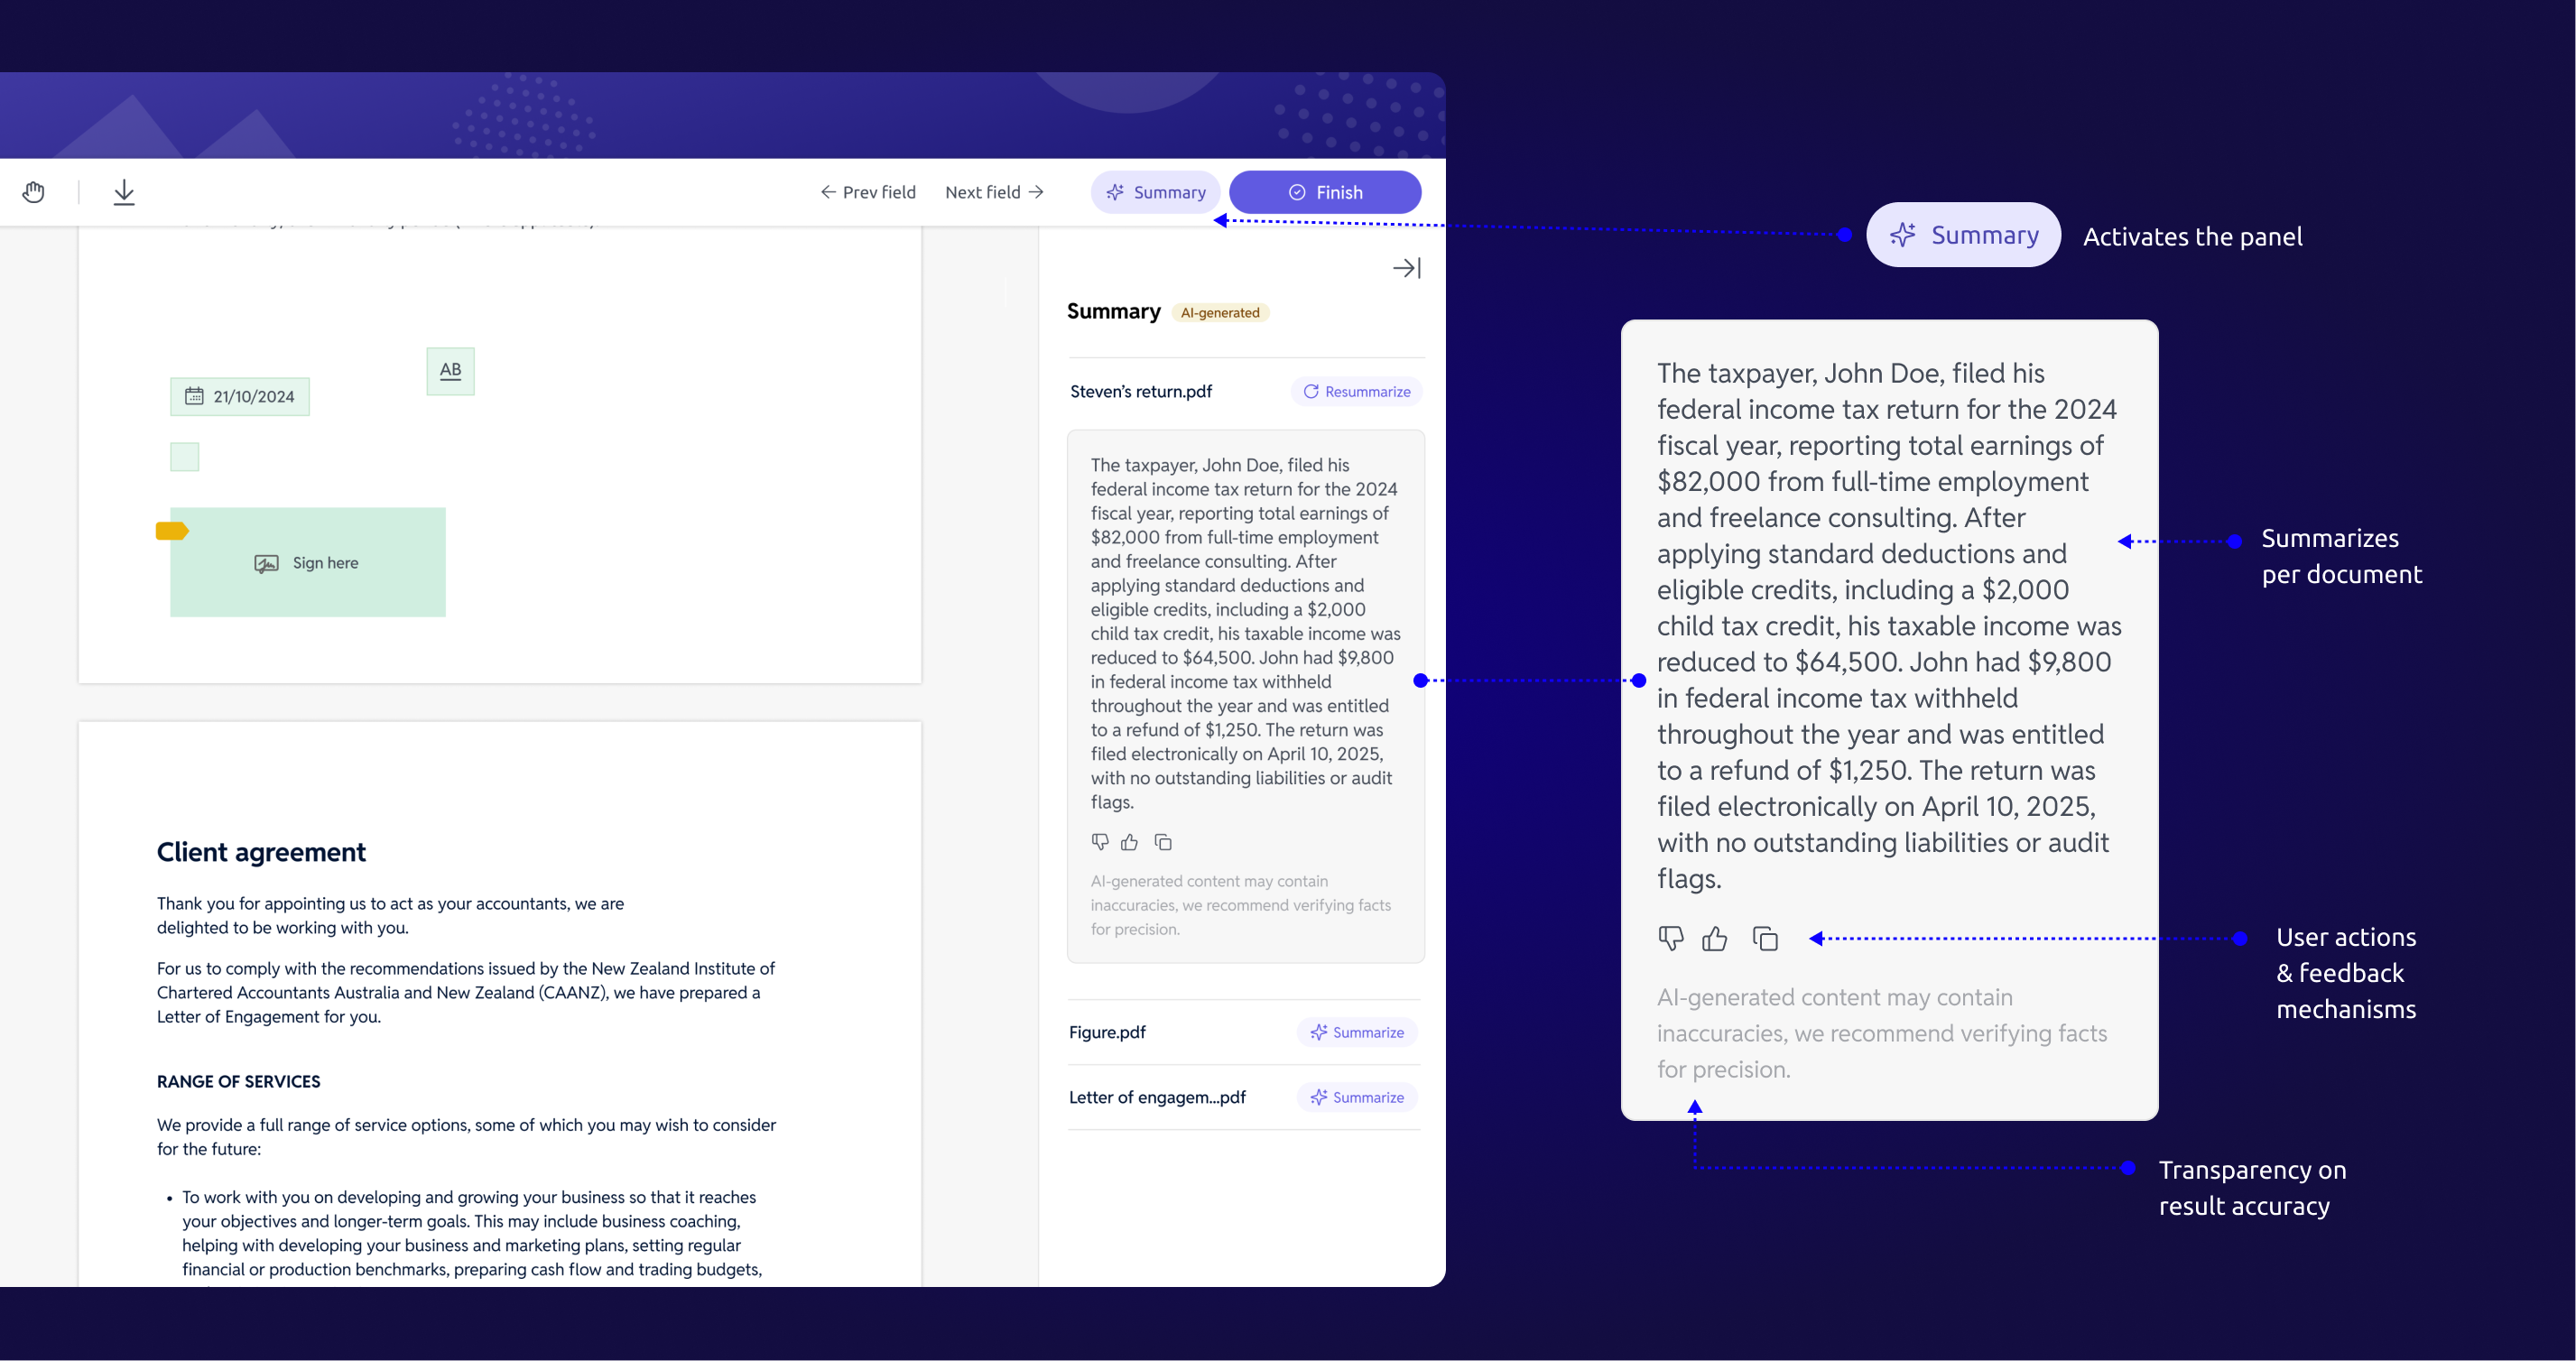 Prev field
Next field
Summary
Finish
21/10/2024
AB
Sign here
Client agreement
Thank you for appointing us to act as your accountants, we are
delighted to be working with you.
For us to comply with the recommendations issued by the New Zealand Institute of
Chartered Accountants Australia and New Zealand (CAANZ), we have prepared a
Letter of Engagement for you.
RANGE OF SERVICES
We provide a full range of service options, some of which you may wish to consider
for the future:
• To work with you on developing and growing your business so that it reaches
your objectives and longer-term goals. This may include business coaching,
helping with developing your business and marketing plans, setting regular
financial or production benchmarks, preparing cash flow and trading budgets,
Summary
AI-generated
Steven's return.pdf
Resummarize
The taxpayer, John Doe, filed his
federal income tax return for the 2024
fiscal year, reporting total earnings of
$82,000 from full-time employment
and freelance consulting. After
applying standard deductions and
eligible credits, including a $2,000
child tax credit, his taxable income was
reduced to $64,500. John had $9,800
in federal income tax withheld
throughout the year and was entitled
to a refund of $1,250. The return was
filed electronically on April 10, 2025,
with no outstanding liabilities or audit
flags.
AI-generated content may contain
inaccuracies, we recommend verifying facts
for precision.
Figure.pdf
Summarize
Letter of engagem...pdf
Summarize
Summary
Activates the panel
The taxpayer, John Doe, filed his
federal income tax return for the 2024
fiscal year, reporting total earnings of
$82,000 from full-time employment
and freelance consulting. After
applying standard deductions and
eligible credits, including a $2,000
child tax credit, his taxable income was
reduced to $64,500. John had $9,800
in federal income tax withheld
throughout the year and was entitled
to a refund of $1,250. The return was
filed electronically on April 10, 2025,
with no outstanding liabilities or audit
flags.
AI-generated content may contain
inaccuracies, we recommend verifying facts
for precision.
Summarizes
per document
User actions
& feedback
mechanisms
Transparency on
result accuracy